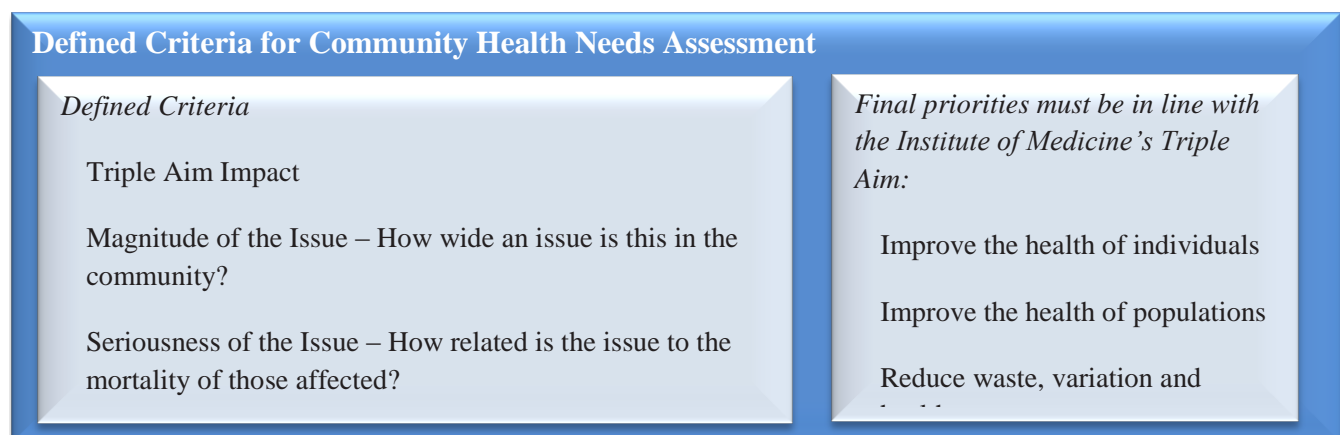 Defined Criteria for Community Health Needs Assessment
Defined Criteria
Triple Aim Impact
Magnitude of the Issue – How wide an issue is this in the
community?
Seriousness of the Issue – How related is the issue to the
mortality of those affected?
Final priorities must be in line with
the Institute of Medicine’s Triple
Aim:
Improve the health of individuals
Improve the health of populations
Reduce waste, variation and